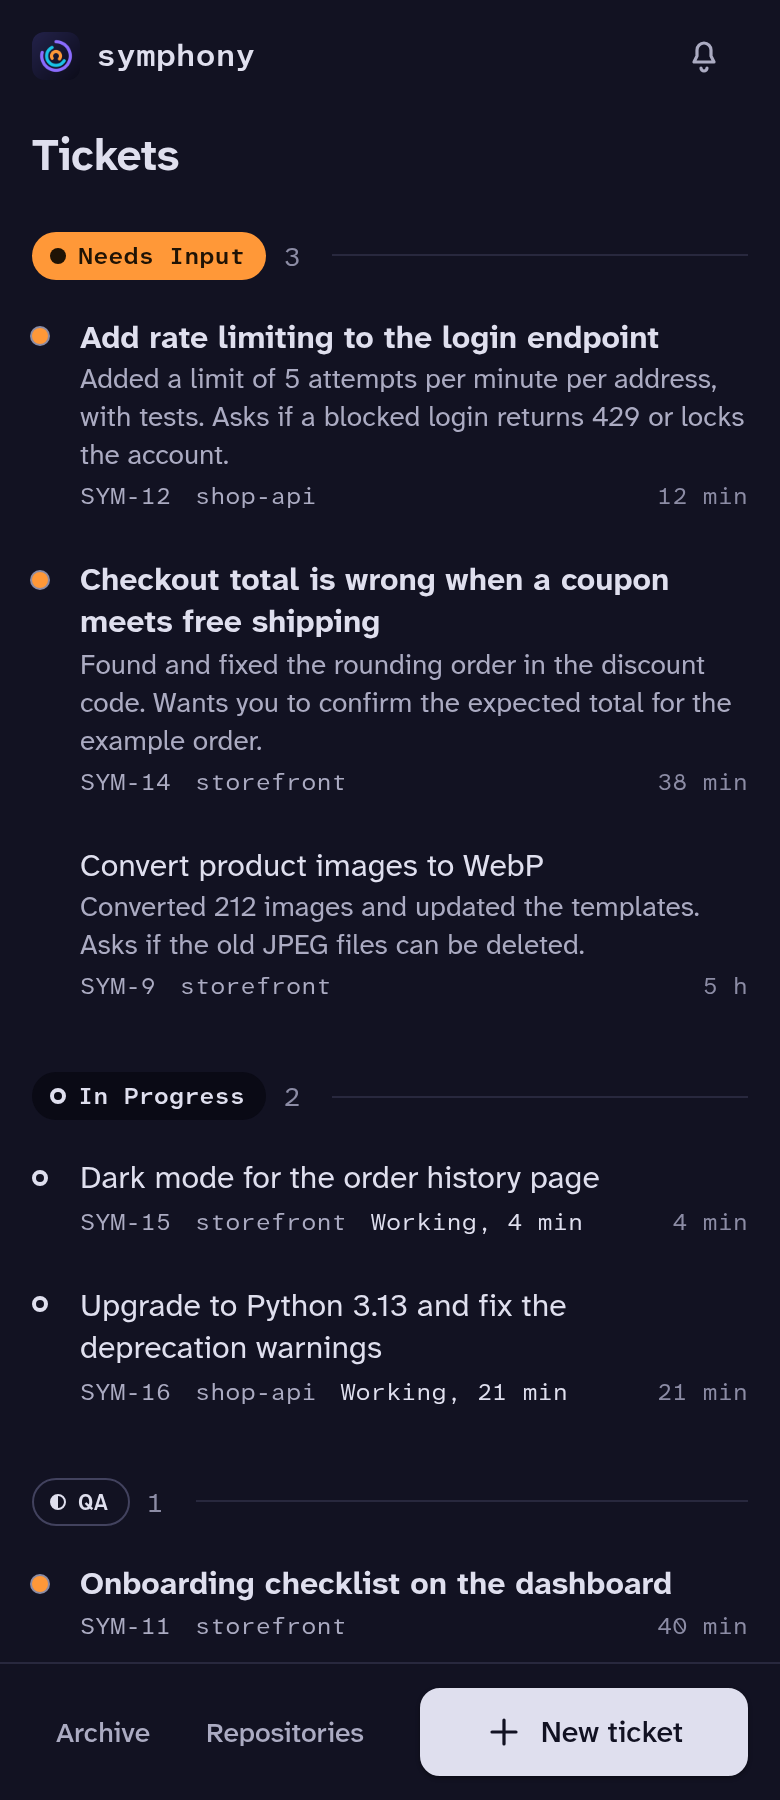 symphony
Tickets
Needs Input 3
Add rate limiting to the login endpoint
Added a limit of 5 attempts per minute per address,
with tests. Asks if a blocked login returns 429 or locks
the account.
SYM-12 shop-api 12 min
Checkout total is wrong when a coupon
meets free shipping
Found and fixed the rounding order in the discount
code. Wants you to confirm the expected total for the
example order.
SYM-14 storefront 38 min
Convert product images to WebP
Converted 212 images and updated the templates.
Asks if the old JPEG files can be deleted.
SYM-9 storefront 5 h
In Progress 2
Dark mode for the order history page
SYM-15 storefront Working, 4 min 4 min
Upgrade to Python 3.13 and fix the
deprecation warnings
SYM-16 shop-api Working, 21 min 21 min
QA 1
Onboarding checklist on the dashboard
SYM-11 storefront 40 min
Archive Repositories New ticket